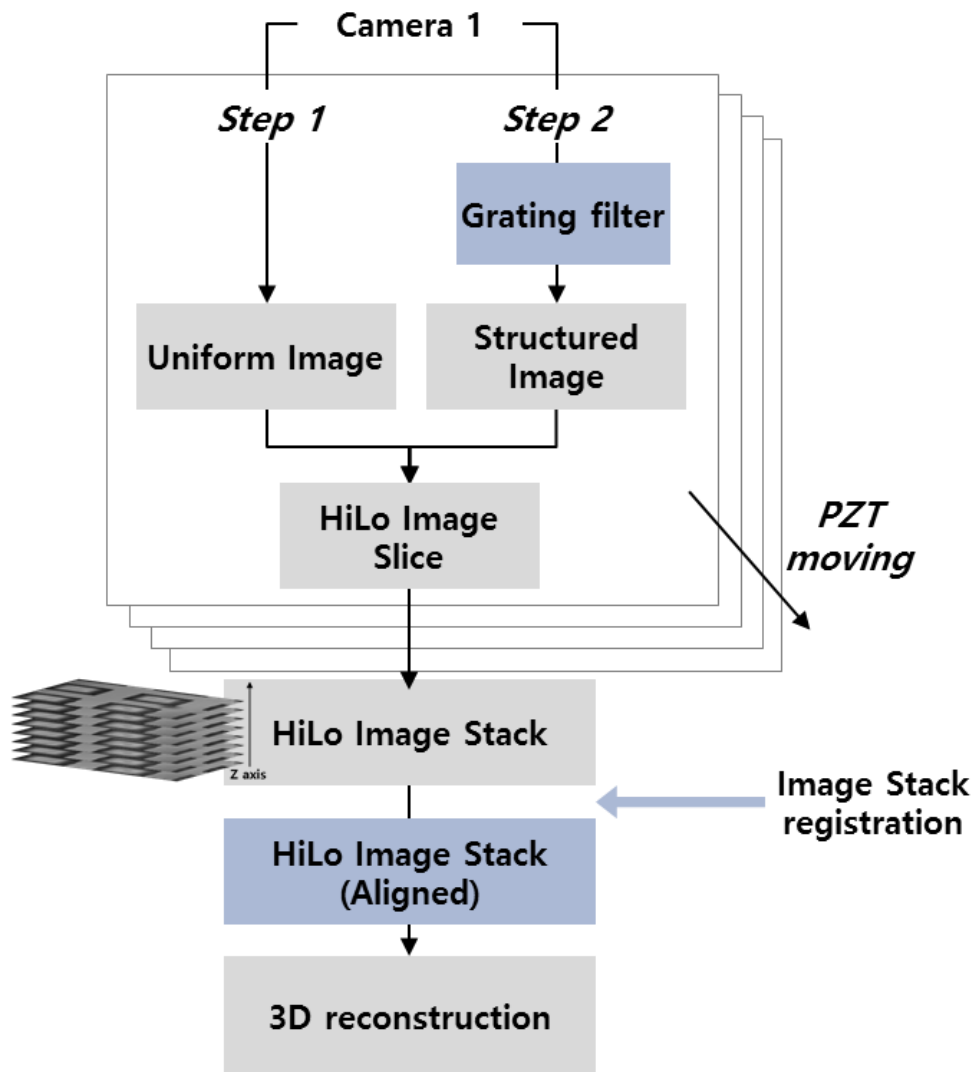 Camera 1
Step 1
Step 2
Grating filter
Uniform Image
Structured
Image
HiLo Image
Slice
PZT
moving
HiLo Image Stack
Z axis
Image Stack
registration
HiLo Image Stack
(Aligned)
3D reconstruction